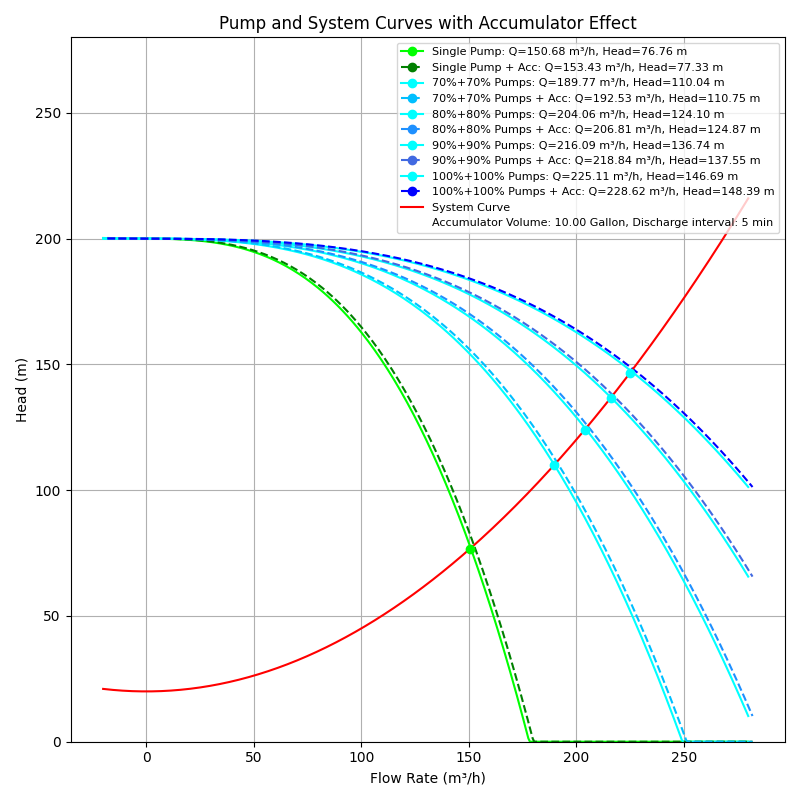 Pump and System Curves with Accumulator Effect
Single Pump: Q=150.68 m³/h, Head=76.76 m
Single Pump + Acc: Q=153.43 m³/h, Head=77.33 m
70%+70% Pumps: Q=189.77 m³/h, Head=110.04 m
70%+70% Pumps + Acc: Q=192.53 m³/h, Head=110.75 m
80%+80% Pumps: Q=204.06 m³/h, Head=124.10 m
80%+80% Pumps + Acc: Q=206.81 m³/h, Head=124.87 m
90%+90% Pumps: Q=216.09 m³/h, Head=136.74 m
90%+90% Pumps + Acc: Q=218.84 m³/h, Head=137.55 m
100%+100% Pumps: Q=225.11 m³/h, Head=146.69 m
100%+100% Pumps + Acc: Q=228.62 m³/h, Head=148.39 m
System Curve
Accumulator Volume: 10.00 Gallon, Discharge interval: 5 min
Head (m)
250
200
150
100
50
0
0 50 100 150 200 250
Flow Rate (m³/h)